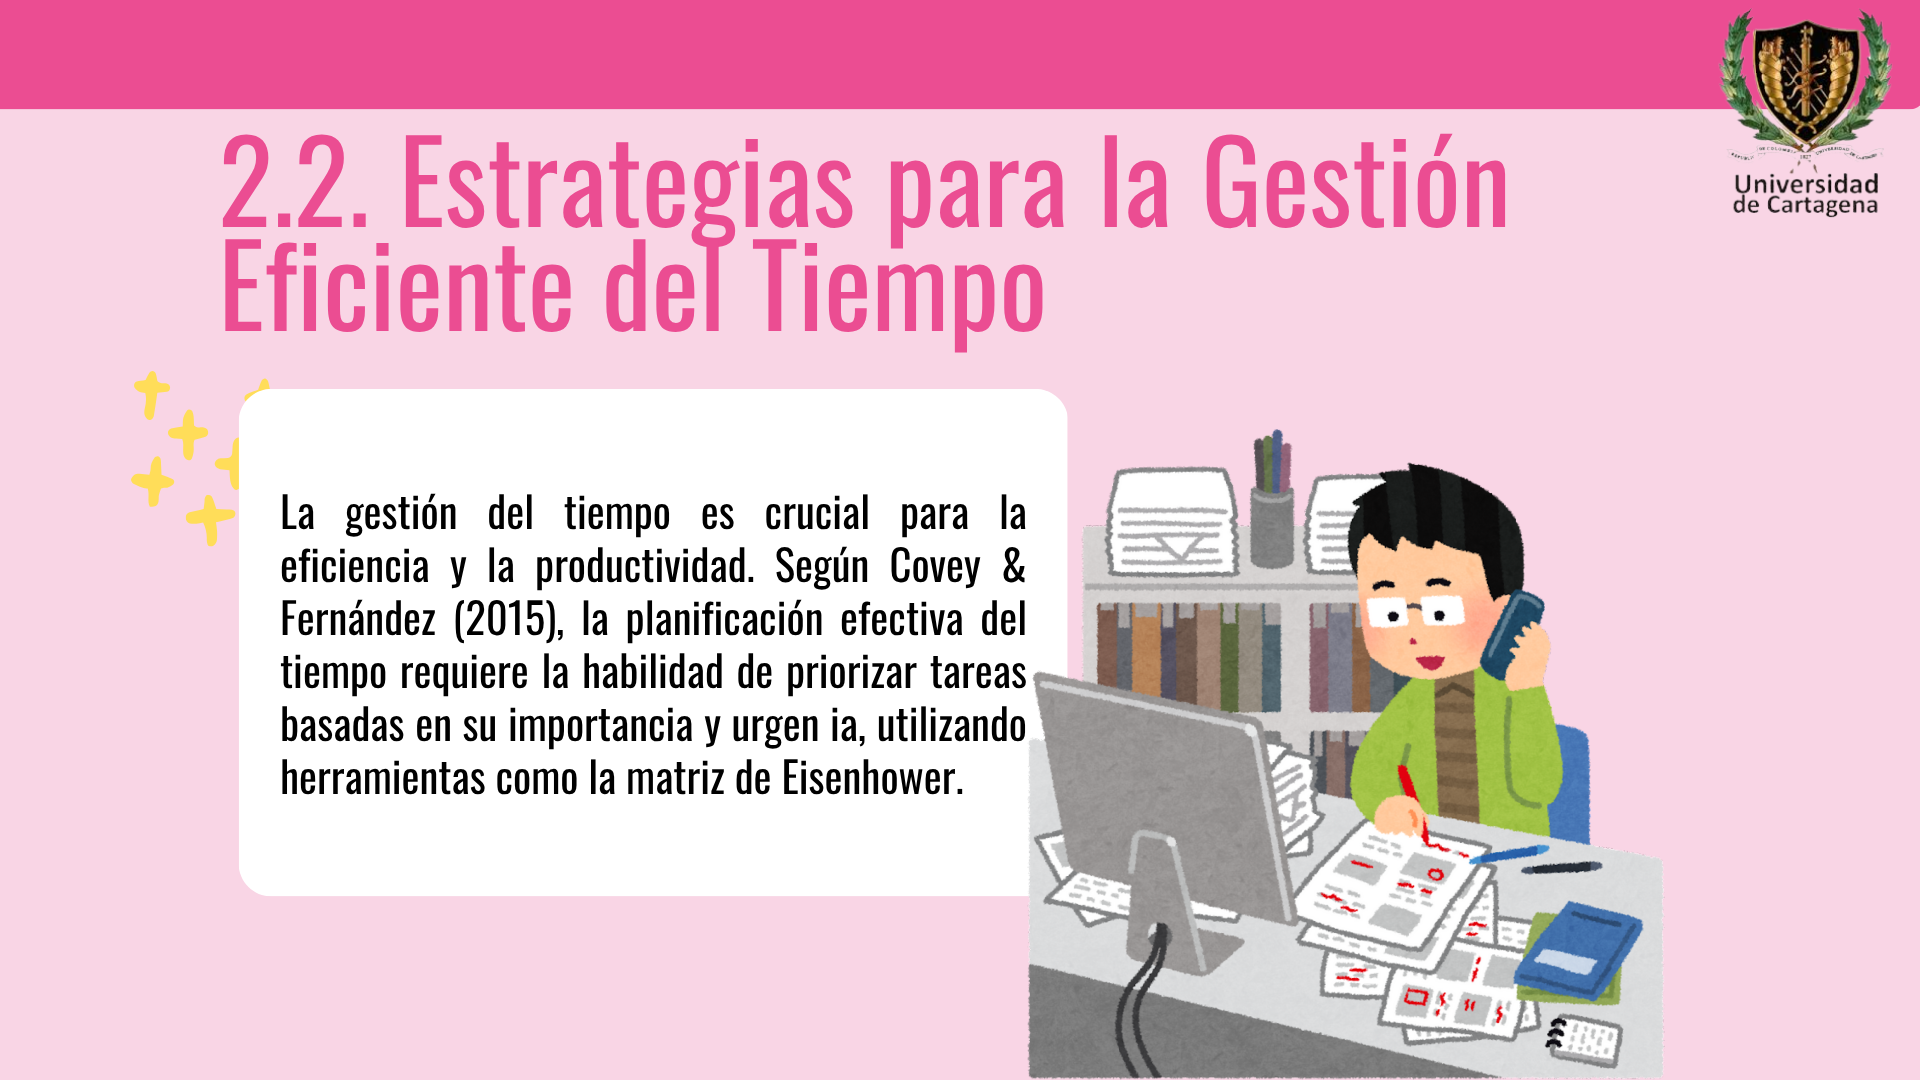 2.2. Estrategias para la Gestión
Eficiente del Tiempo
Universidad
de Cartagena
La gestión del tiempo es crucial para la
eficiencia y la productividad. Según Covey &
Fernández (2015), la planificación efectiva del
tiempo requiere la habilidad de priorizar tareas
basadas en su importancia y urgen ia, utilizando
herramientas como la matriz de Eisenhower.